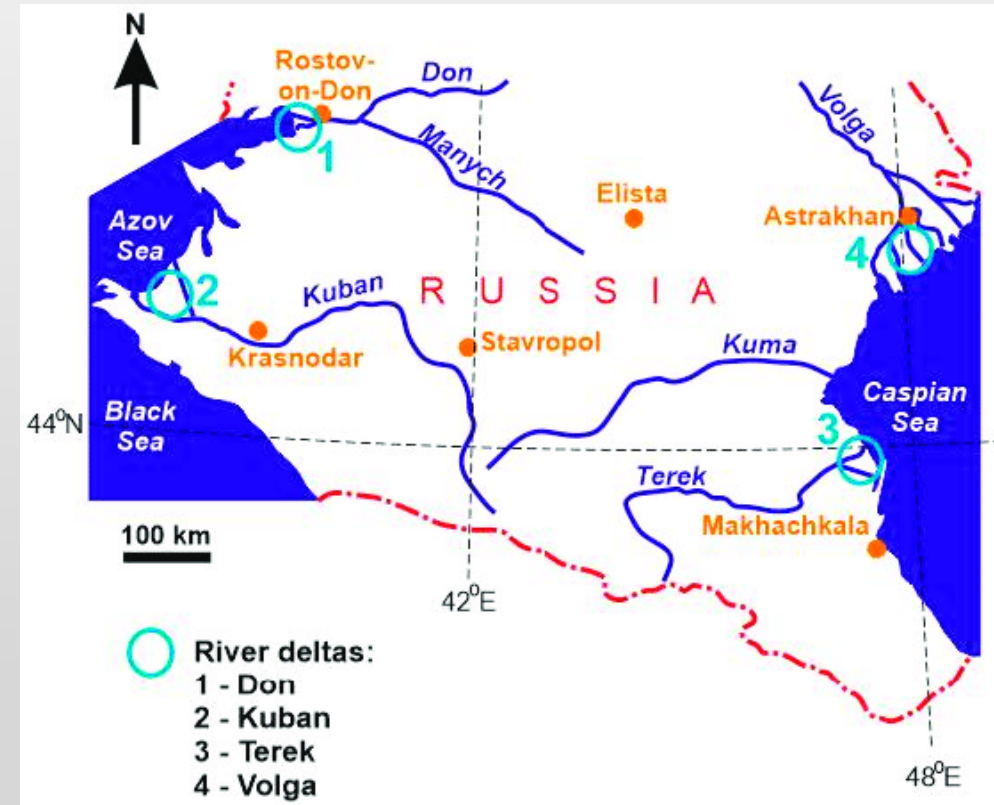 N
Rostov-
on-Don
Don
Volga
1
Manych
Elista
Astrakhan
Azov
Sea
4
2
Kuban
RUSSIA
Krasnodar
Stavropol
Kuma
44°N
Black
Sea
Caspian
Sea
3
Terek
100 km
Makhachkala
42°E
River deltas:
1 - Don
2 - Kuban
3 - Terek
4 - Volga
48°E